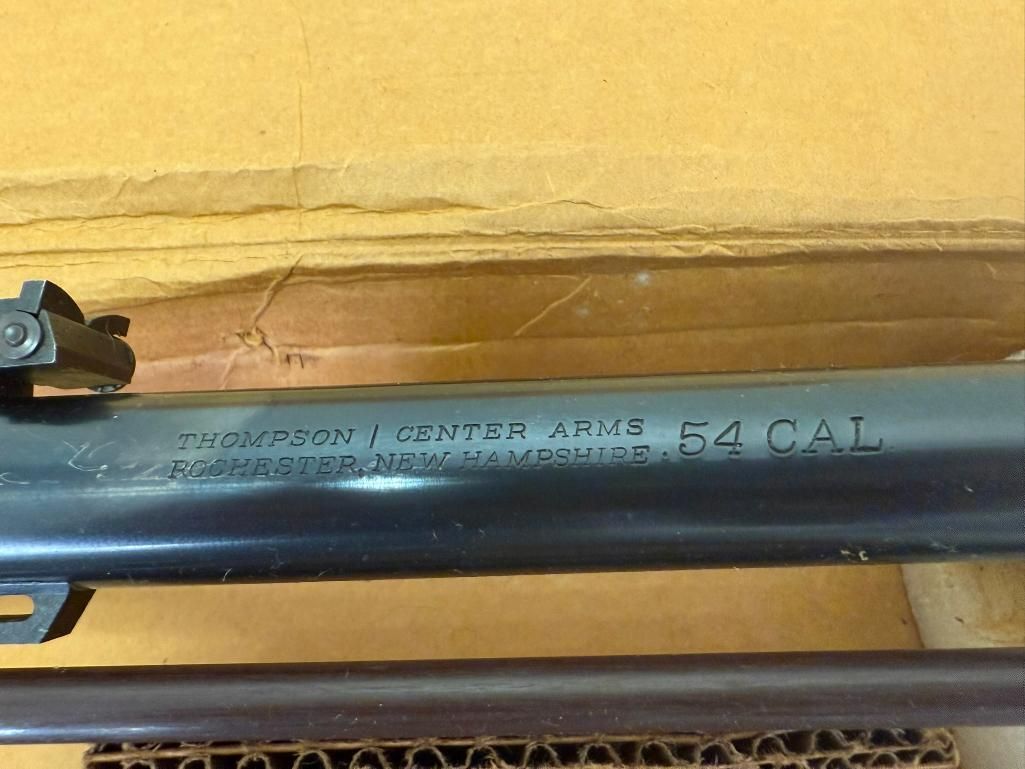 THOMPSON / CENTER ARMS
ROCHESTER, NEW HAMPSHIRE .54 CAL.